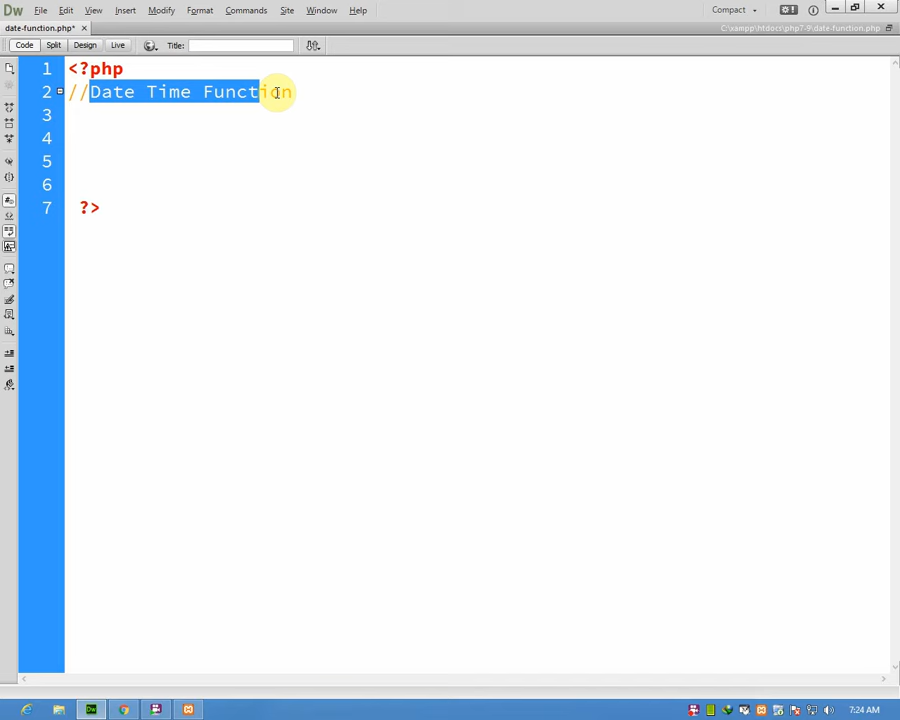 Dw File Edit View Insert Modify Format Commands Site Window Help Compact
date-function.php* C:\xampp\htdocs\php7-9\date-function.php
Code Split Design Live Title:
1 <?php
2 //Date Time Function
3
4
5
6
7 ?>
Dw 7:24 AM